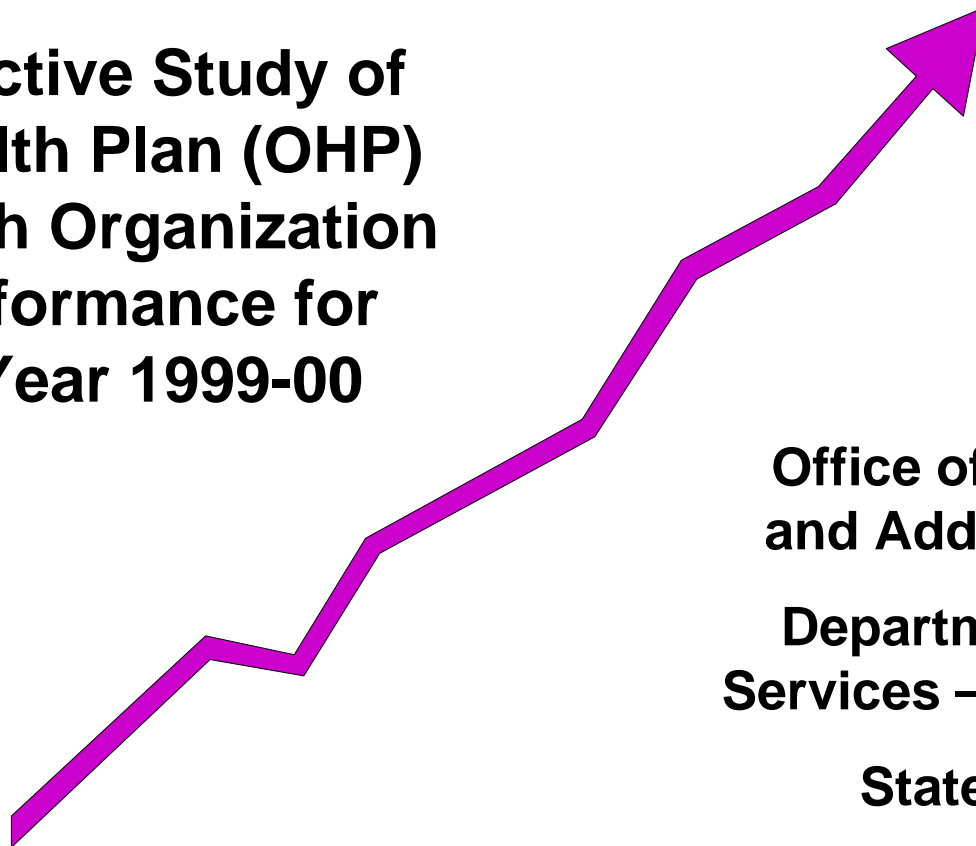 ctive Study of
lth Plan (OHP)
h Organization
formance for
Year 1999-00
Office of
and Add
Departm
Services –
State